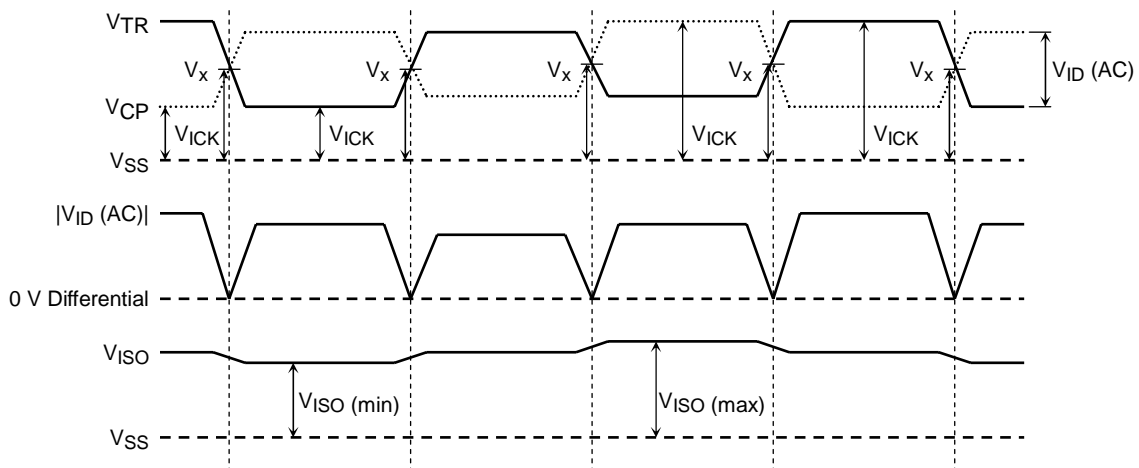 VTR
Vx Vx Vx Vx Vx
VID (AC)
VCP
VICK VICK VICK VICK
VSS
|VID (AC)|
0 V Differential
VISO
VISO (min) VISO (max)
VSS